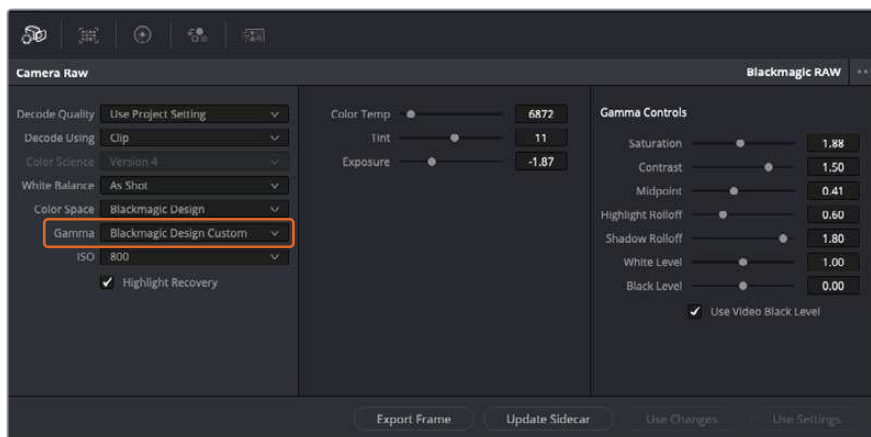 Camera Raw
Blackmagic RAW
Decode Quality Use Project Setting
Decode Using Clip
Color Science Version 4
White Balance As Shot
Color Space Blackmagic Design
Gamma Blackmagic Design Custom
ISO 800
Highlight Recovery
Color Temp 6872
Tint 11
Exposure -1.87
Gamma Controls
Saturation 1.88
Contrast 1.50
Midpoint 0.41
Highlight Rolloff 0.60
Shadow Rolloff 1.80
White Level 1.00
Black Level 0.00
Use Video Black Level
Export Frame Update Sidecar Use Changes Use Settings